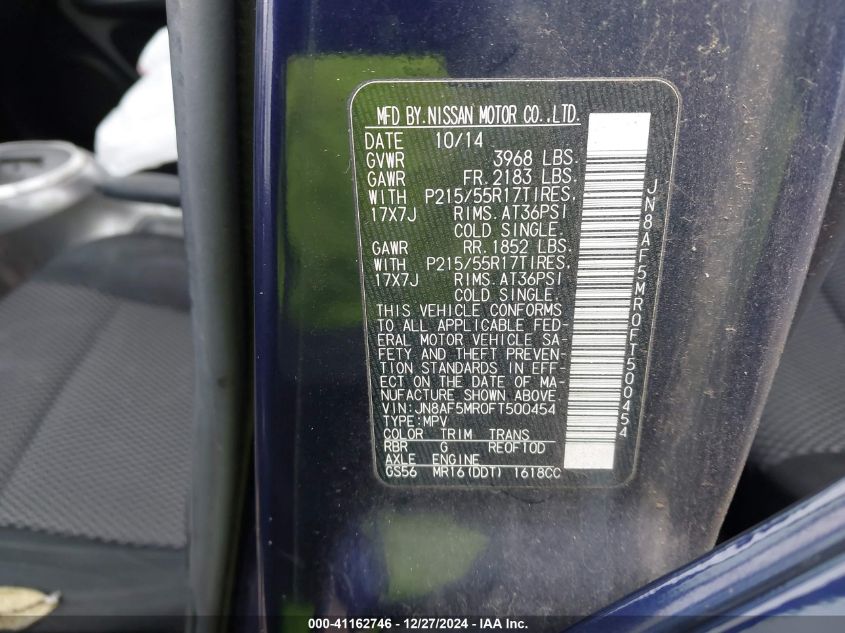 MFD BY.NISSAN MOTOR CO.,LTD.
DATE 10/14
GVWR 3968 LBS.
GAWR FR.2183 LBS.
WITH P215/55R17TIRES.
17X7J RIMS.AT36PSI
COLD SINGLE.
GAWR RR.1852 LBS.
WITH P215/55R17TIRES.
17X7J RIMS.AT36PSI
COLD SINGLE.
THIS VEHICLE CONFORMS
TO ALL APPLICABLE FED-
ERAL MOTOR VEHICLE SA-
FETY AND THEFT PREVEN-
TION STANDARDS IN EFF-
ECT ON THE DATE OF MA-
NUFACTURE SHOWN ABOVE.
VIN:JN8AF5MR0FT500454
TYPE:MPV
COLOR TRIM TRANS
RBR G RE0F10D
AXLE ENGINE
GS56 MR16(DDT) 1618CC
JN8AF5MR0FT500454
000-41162746 • 12/27/2024 - IAA Inc.